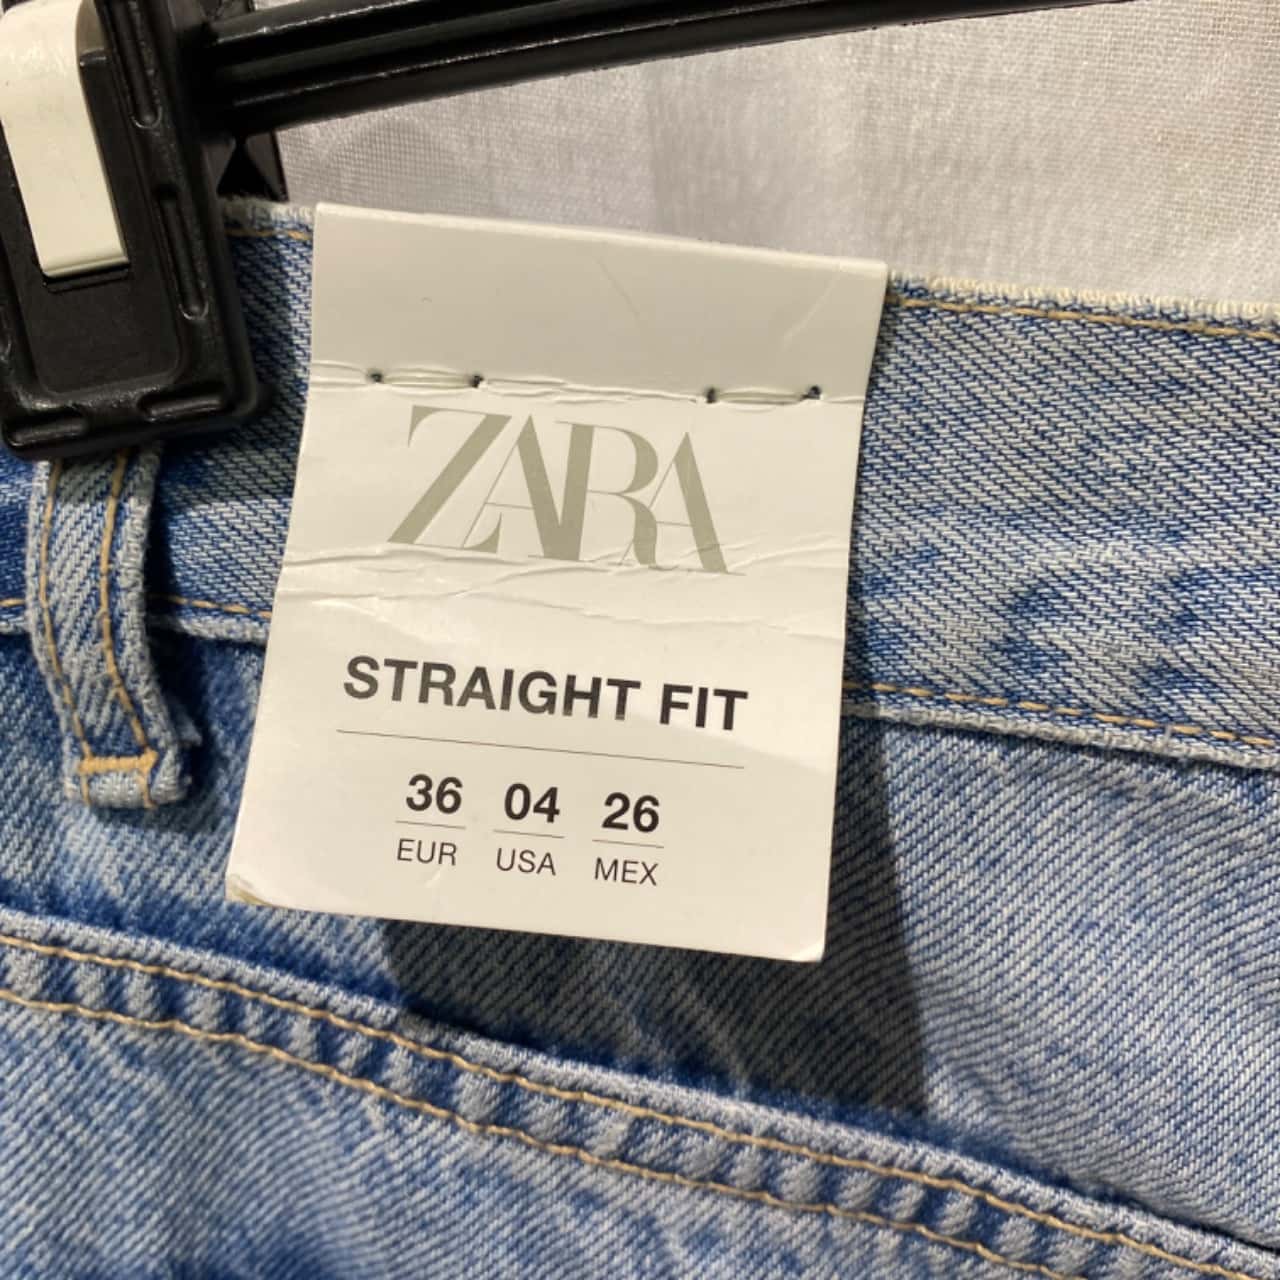 ZARA
STRAIGHT FIT
36 04 26
EUR USA MEX